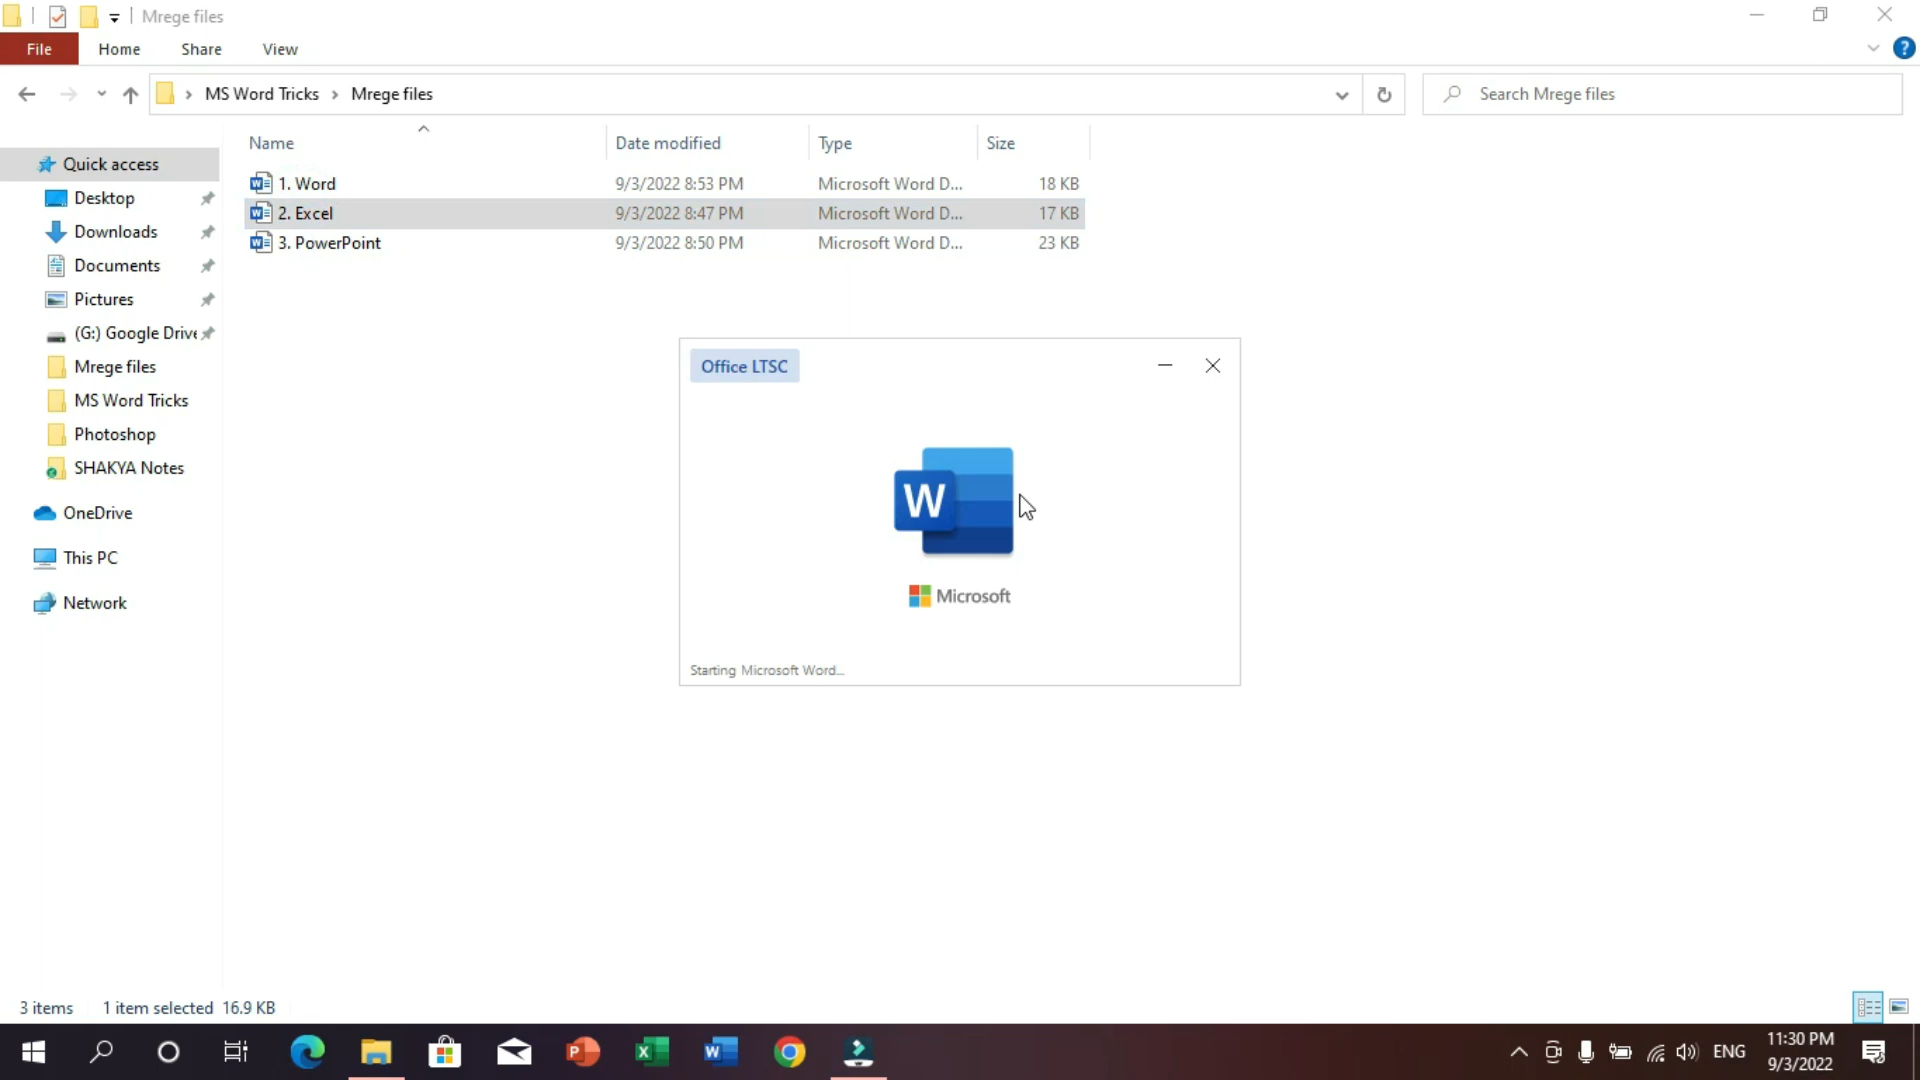 Mrege files
File Home Share View
MS Word Tricks Mrege files
Search Mrege files
Name Date modified Type Size
1. Word 9/3/2022 8:53 PM Microsoft Word D... 18 KB
2. Excel 9/3/2022 8:47 PM Microsoft Word D... 17 KB
3. PowerPoint 9/3/2022 8:50 PM Microsoft Word D... 23 KB
Quick access
Desktop
Downloads
Documents
Pictures
(G:) Google Drive
Mrege files
MS Word Tricks
Photoshop
SHAKYA Notes
OneDrive
This PC
Network
Office LTSC
W
Microsoft
Starting Microsoft Word...
3 items 1 item selected 16.9 KB
ENG
11:30 PM
9/3/2022